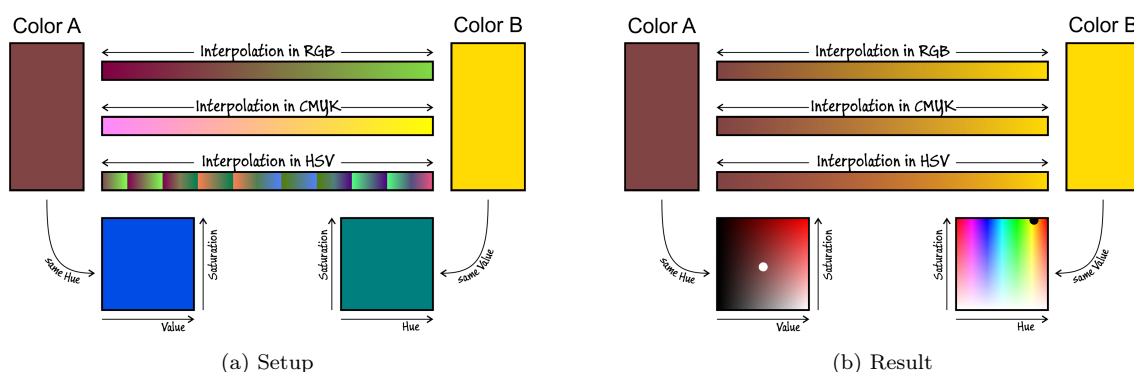 Color A
Color B
Interpolation in RGB
Interpolation in CMYK
Interpolation in HSV
same Hue
Saturation
Value
Saturation
Hue
same Value
(a) Setup
Color A
Color B
Interpolation in RGB
Interpolation in CMYK
Interpolation in HSV
same Hue
Saturation
Value
Saturation
Hue
same Value
(b) Result